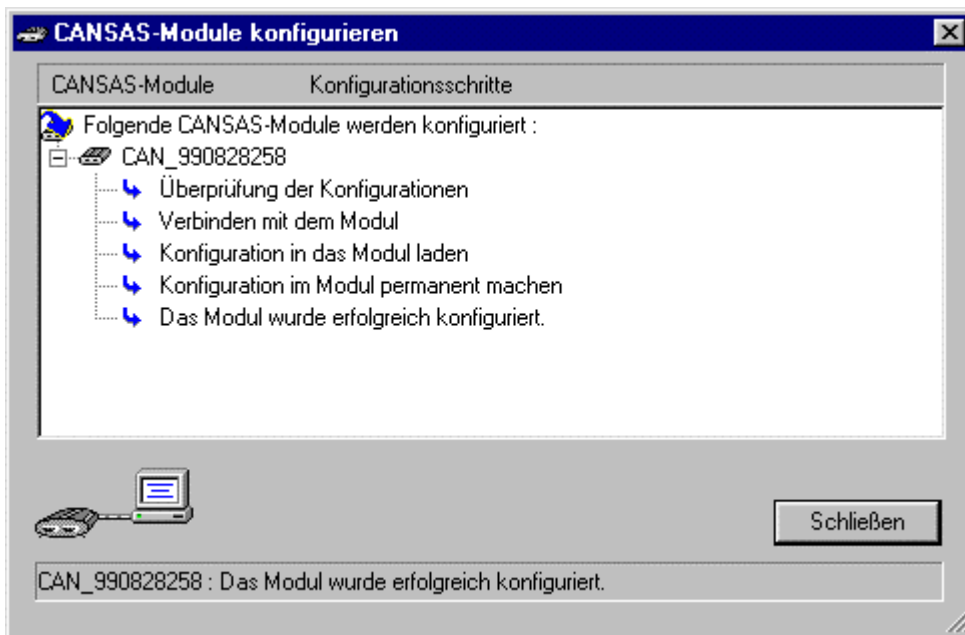 CANSAS-Module konfigurieren
CANSAS-Module Konfigurationsschritte
Folgende CANSAS-Module werden konfiguriert :
CAN_990828258
Überprüfung der Konfigurationen
Verbinden mit dem Modul
Konfiguration in das Modul laden
Konfiguration im Modul permanent machen
Das Modul wurde erfolgreich konfiguriert.
Schließen
CAN_990828258 : Das Modul wurde erfolgreich konfiguriert.